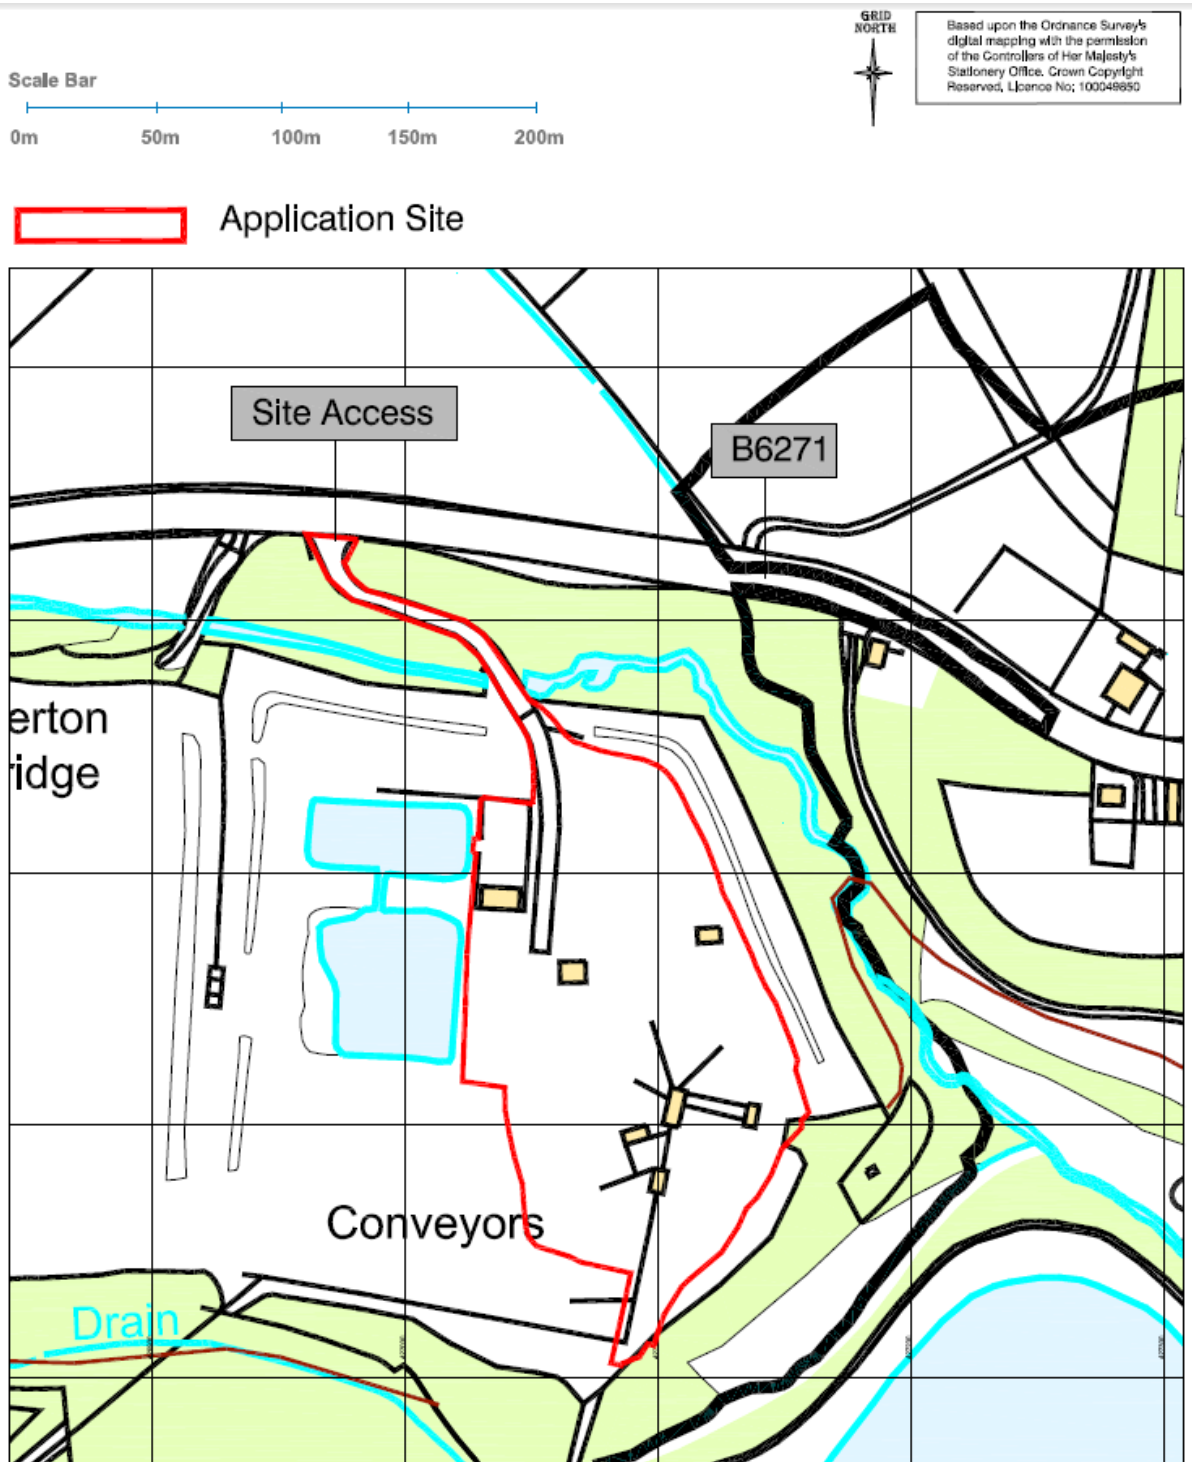 GRID
NORTH
Based upon the Ordnance Survey's
digital mapping with the permission
of the Controllers of Her Majesty's
Stationery Office. Crown Copyright
Reserved, Licence No; 100049850
Scale Bar
0m 50m 100m 150m 200m
Application Site
Site Access
B6271
erton
ridge
Conveyors
Drain